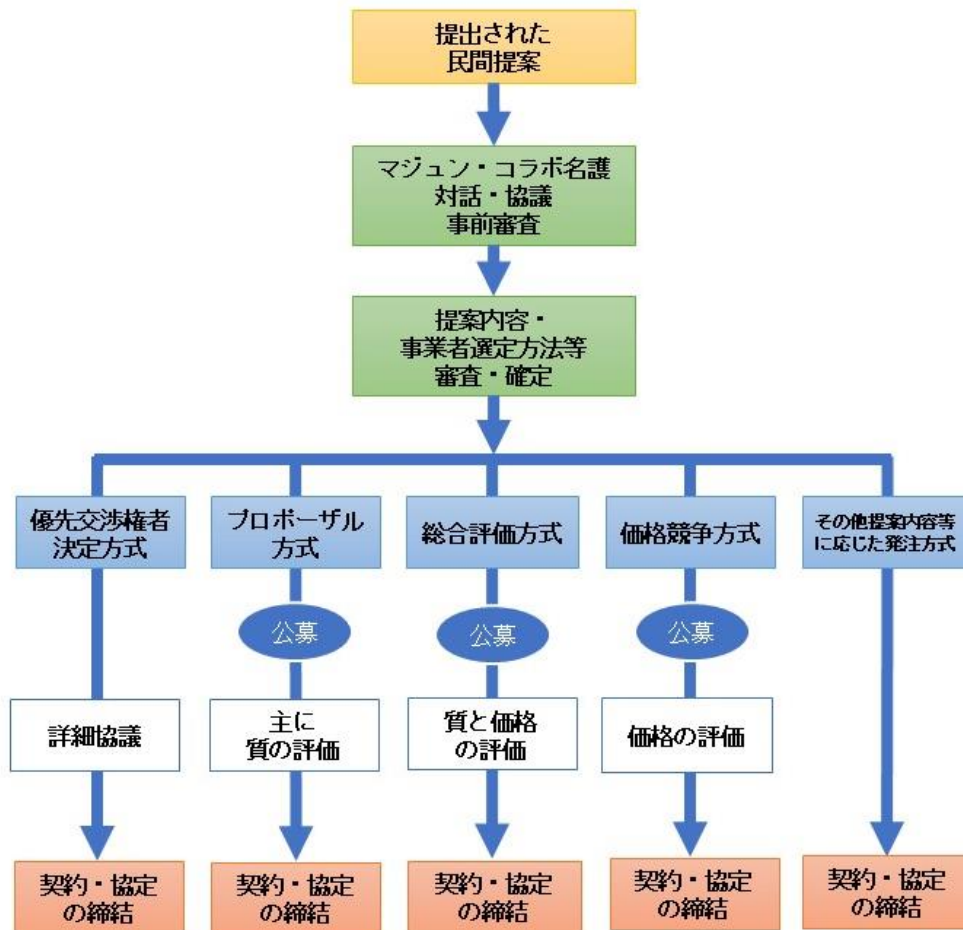 提出された
民間提案
マジュン・コラボ名護
対話・協議
事前審査
提案内容・
事業者選定方法等
審査・確定
優先交渉権者
決定方式
プロポーザル
方式
総合評価方式
価格競争方式
その他提案内容等
に応じた発注方式
公募
公募
公募
詳細協議
主に
質の評価
質と価格
の評価
価格の評価
契約・協定
の締結
契約・協定
の締結
契約・協定
の締結
契約・協定
の締結
契約・協定
の締結